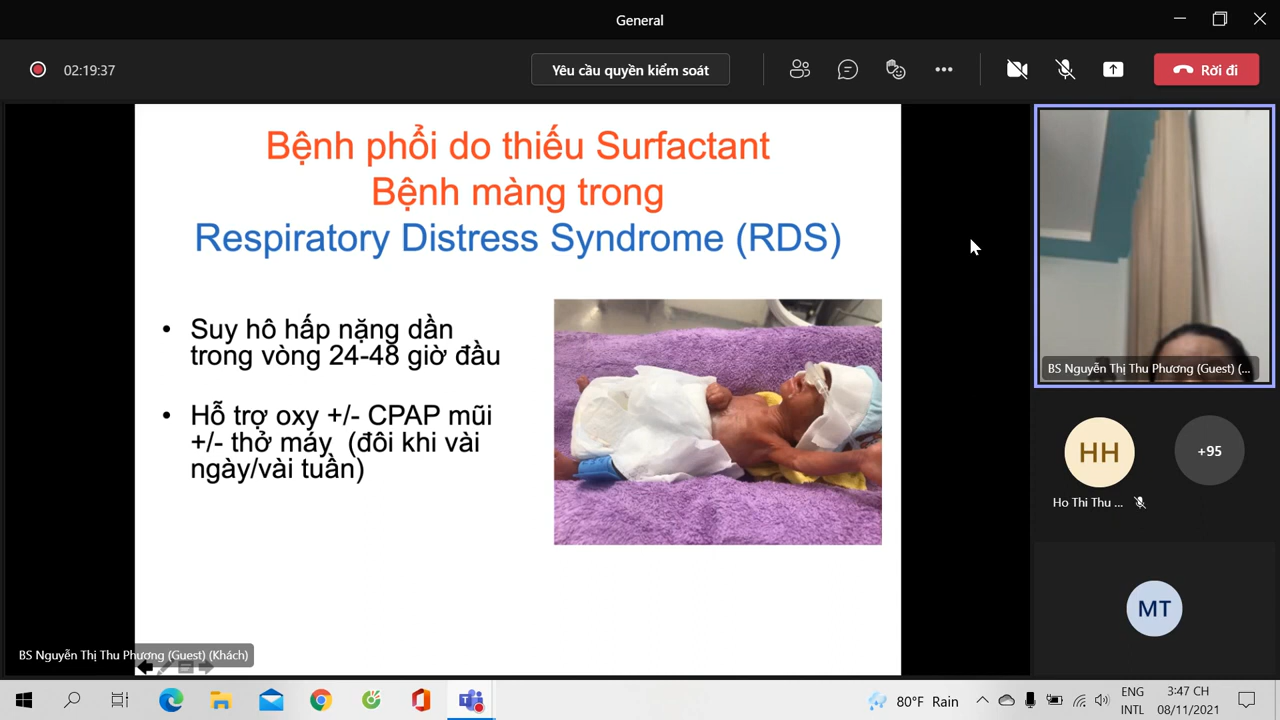 General
02:19:37
Yêu cầu quyền kiểm soát
Rời đi
Bệnh phổi do thiếu Surfactant
Bệnh màng trong
Respiratory Distress Syndrome (RDS)
• Suy hô hấp nặng dần
trong vòng 24-48 giờ đầu
• Hỗ trợ oxy +/- CPAP mũi
+/- thở máy  (đôi khi vài
ngày/vài tuần)
BS Nguyễn Thị Thu Phương (Guest) (...
HH
+95
Ho Thi Thu ...
MT
BS Nguyễn Thị Thu Phương (Guest) (Khách)
80°F Rain
ENG
INTL
3:47 CH
08/11/2021